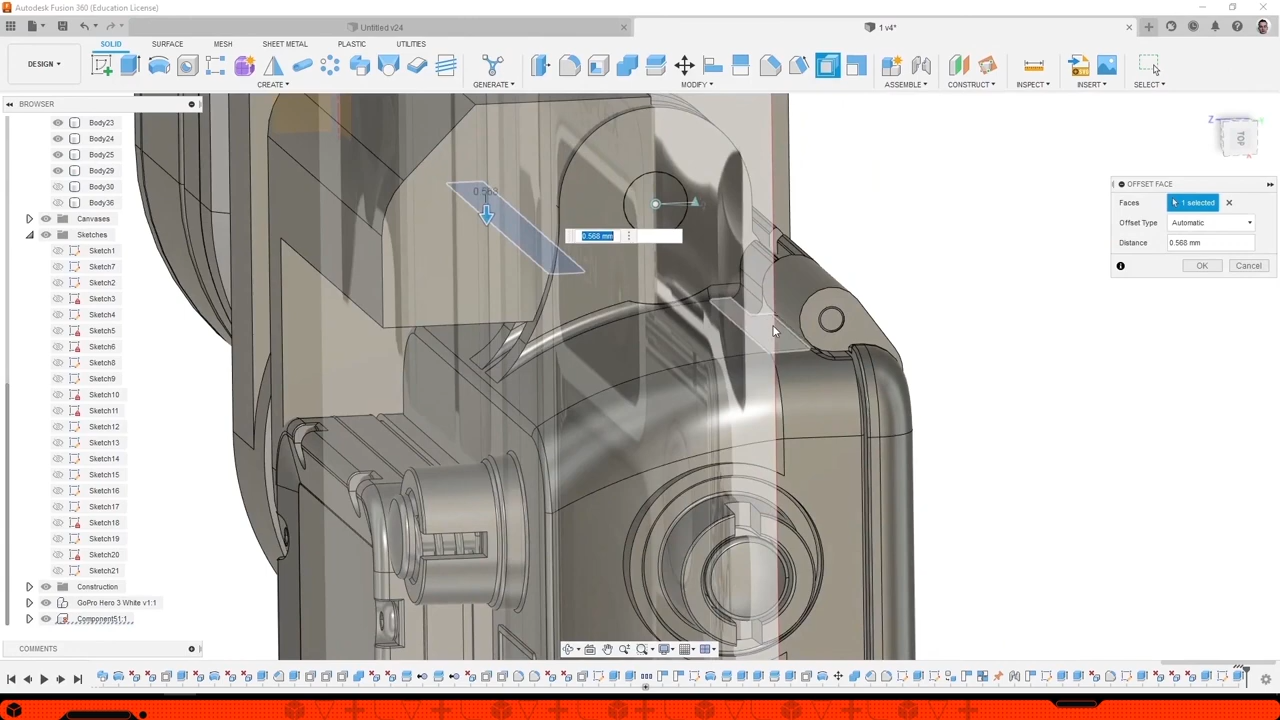 Autodesk Fusion 360 (Education License)
Untitled v24
1 v4*
SOLID SURFACE MESH SHEET METAL PLASTIC UTILITIES
DESIGN
CREATE GENERATE MODIFY ASSEMBLE CONSTRUCT INSPECT INSERT SELECT
BROWSER
Body23
Body24
Body25
Body29
Body30
Body36
Canvases
Sketches
Sketch1
Sketch7
Sketch2
Sketch3
Sketch4
Sketch5
Sketch6
Sketch8
Sketch9
Sketch10
Sketch11
Sketch12
Sketch13
Sketch14
Sketch15
Sketch16
Sketch17
Sketch18
Sketch19
Sketch20
Sketch21
Construction
GoPro Hero 3 White v1:1
Component51:1
COMMENTS
0.568
0.568 mm
Z
TOP
OFFSET FACE
Faces 1 selected
Offset Type Automatic
Distance 0.568 mm
OK Cancel